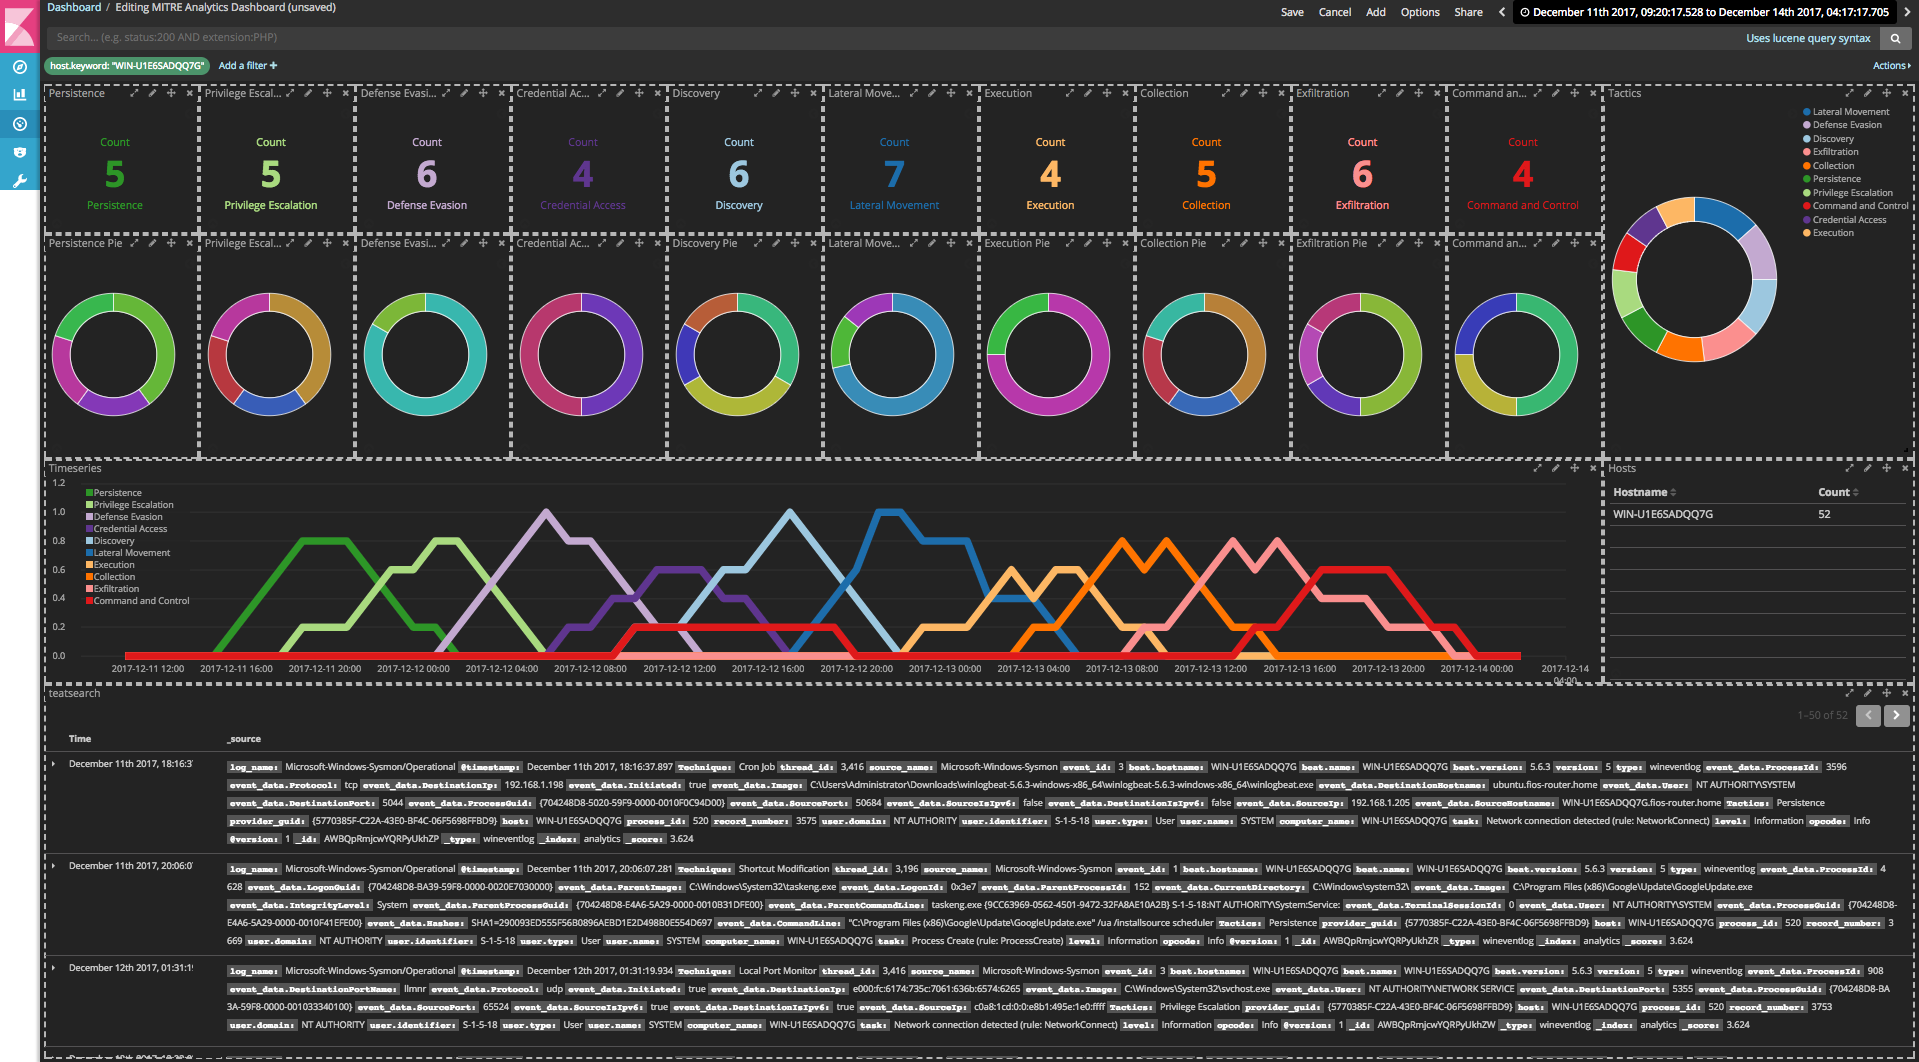 Dashboard / Editing MITRE Analytics Dashboard (unsaved)
Save Cancel Add Options Share December 11th 2017, 09:20:17.528 to December 14th 2017, 04:17:17.705
Search... (e.g. status:200 AND extension:PHP) Uses lucene query syntax
host.keyword: "WIN-U1E6SADQQ7G" Add a filter + Actions
Persistence Privilege Escal... Defense Evasi... Credential Ac... Discovery Lateral Move... Execution Collection Exfiltration Command an... Tactics
Count Count Count Count Count Count Count Count Count Count
5 5 6 4 6 7 4 5 6 4
Persistence Privilege Escalation Defense Evasion Credential Access Discovery Lateral Movement Execution Collection Exfiltration Command and Control
Lateral Movement
Defense Evasion
Discovery
Exfiltration
Collection
Persistence
Privilege Escalation
Command and Control
Credential Access
Execution
Persistence Pie Privilege Escal... Defense Evasi... Credential Ac... Discovery Pie Lateral Move... Execution Pie Collection Pie Exfiltration Pie Command an...
Timeseries
1.2
1.0
0.8
0.6
0.4
0.2
0.0
Persistence
Privilege Escalation
Defense Evasion
Credential Access
Discovery
Lateral Movement
Execution
Collection
Exfiltration
Command and Control
2017-12-11 12:00 2017-12-11 16:00 2017-12-11 20:00 2017-12-12 00:00 2017-12-12 04:00 2017-12-12 08:00 2017-12-12 12:00 2017-12-12 16:00 2017-12-12 20:00 2017-12-13 00:00 2017-12-13 04:00 2017-12-13 08:00 2017-12-13 12:00 2017-12-13 16:00 2017-12-13 20:00 2017-12-14 00:00 2017-12-14
04:00
Hosts
Hostname Count
WIN-U1E6SADQQ7G 52
teatsearch
1–50 of 52
Time _source
December 11th 2017, 18:16:3
log_name: Microsoft-Windows-Sysmon/Operational @timestamp: December 11th 2017, 18:16:37.897 Technique: Cron Job thread_id: 3,416 source_name: Microsoft-Windows-Sysmon event_id: 3 beat.hostname: WIN-U1E6SADQQ7G beat.name: WIN-U1E6SADQQ7G beat.version: 5.6.3 version: 5 type: wineventlog event_data.ProcessId: 3596
event_data.Protocol: tcp event_data.DestinationIp: 192.168.1.198 event_data.Initiated: true event_data.Image: C:\Users\Administrator\Downloads\winlogbeat-5.6.3-windows-x86_64\winlogbeat-5.6.3-windows-x86_64\winlogbeat.exe event_data.DestinationHostname: ubuntu.fios-router.home event_data.User: NT AUTHORITY\SYSTEM
event_data.DestinationPort: 5044 event_data.ProcessGuid: {704248D8-5020-59F9-0000-0010F0C94D00} event_data.SourcePort: 50684 event_data.SourceIsIpv6: false event_data.DestinationIsIpv6: false event_data.SourceIp: 192.168.1.205 event_data.SourceHostname: WIN-U1E6SADQQ7G.fios-router.home Tactics: Persistence
provider_guid: {5770385F-C22A-43E0-BF4C-06F5698FFBD9} host: WIN-U1E6SADQQ7G process_id: 520 record_number: 3575 user.domain: NT AUTHORITY user.identifier: S-1-5-18 user.type: User user.name: SYSTEM computer_name: WIN-U1E6SADQQ7G task: Network connection detected (rule: NetworkConnect) level: Information opcode: Info
@version: 1 _id: AWBQpRmjcwYQRPyUkhZP _type: wineventlog _index: analytics _score: 3.624
December 11th 2017, 20:06:0
log_name: Microsoft-Windows-Sysmon/Operational @timestamp: December 11th 2017, 20:06:07.281 Technique: Shortcut Modification thread_id: 3,196 source_name: Microsoft-Windows-Sysmon event_id: 1 beat.hostname: WIN-U1E6SADQQ7G beat.name: WIN-U1E6SADQQ7G beat.version: 5.6.3 version: 5 type: wineventlog event_data.ProcessId: 4
628 event_data.LogonGuid: {704248D8-BA39-59F8-0000-0020E7030000} event_data.ParentImage: C:\Windows\System32\taskeng.exe event_data.LogonId: 0x3e7 event_data.ParentProcessId: 152 event_data.CurrentDirectory: C:\Windows\system32\ event_data.Image: C:\Program Files (x86)\Google\Update\GoogleUpdate.exe
event_data.IntegrityLevel: System event_data.ParentProcessGuid: {704248D8-E4A6-5A29-0000-0010B31DFE00} event_data.ParentCommandLine: taskeng.exe {9CC63969-0562-4501-9472-32FA8AE10A2B} S-1-5-18:NT AUTHORITY\System:Service: event_data.TerminalSessionId: 0 event_data.User: NT AUTHORITY\SYSTEM event_data.ProcessGuid: {704248D8-
E4A6-5A29-0000-0010F41EFE00} event_data.Hashes: SHA1=290093ED555F56B0896AEBD1E2D498B0E554D697 event_data.CommandLine: "C:\Program Files (x86)\Google\Update\GoogleUpdate.exe" /ua /installsource scheduler Tactics: Persistence provider_guid: {5770385F-C22A-43E0-BF4C-06F5698FFBD9} host: WIN-U1E6SADQQ7G process_id: 520 record_number: 3
669 user.domain: NT AUTHORITY user.identifier: S-1-5-18 user.type: User user.name: SYSTEM computer_name: WIN-U1E6SADQQ7G task: Process Create (rule: ProcessCreate) level: Information opcode: Info @version: 1 _id: AWBQpRmjcwYQRPyUkhZR _type: wineventlog _index: analytics _score: 3.624
December 12th 2017, 01:31:1
log_name: Microsoft-Windows-Sysmon/Operational @timestamp: December 12th 2017, 01:31:19.934 Technique: Local Port Monitor thread_id: 3,416 source_name: Microsoft-Windows-Sysmon event_id: 3 beat.hostname: WIN-U1E6SADQQ7G beat.name: WIN-U1E6SADQQ7G beat.version: 5.6.3 version: 5 type: wineventlog event_data.ProcessId: 908
event_data.DestinationPortName: llmnr event_data.Protocol: udp event_data.Initiated: true event_data.DestinationIp: e000:fc:6174:735c:7061:636b:6574:6265 event_data.Image: C:\Windows\System32\svchost.exe event_data.User: NT AUTHORITY\NETWORK SERVICE event_data.DestinationPort: 5355 event_data.ProcessGuid: {704248D8-BA
3A-59F8-0000-001033340100} event_data.SourcePort: 65524 event_data.SourceIsIpv6: true event_data.DestinationIsIpv6: true event_data.SourceIp: c0a8:1cd:0:0:e8b1:495e:1e0:ffff Tactics: Privilege Escalation provider_guid: {5770385F-C22A-43E0-BF4C-06F5698FFBD9} host: WIN-U1E6SADQQ7G process_id: 520 record_number: 3753
user.domain: NT AUTHORITY user.identifier: S-1-5-18 user.type: User user.name: SYSTEM computer_name: WIN-U1E6SADQQ7G task: Network connection detected (rule: NetworkConnect) level: Information opcode: Info @version: 1 _id: AWBQpRmjcwYQRPyUkhZW _type: wineventlog _index: analytics _score: 3.624